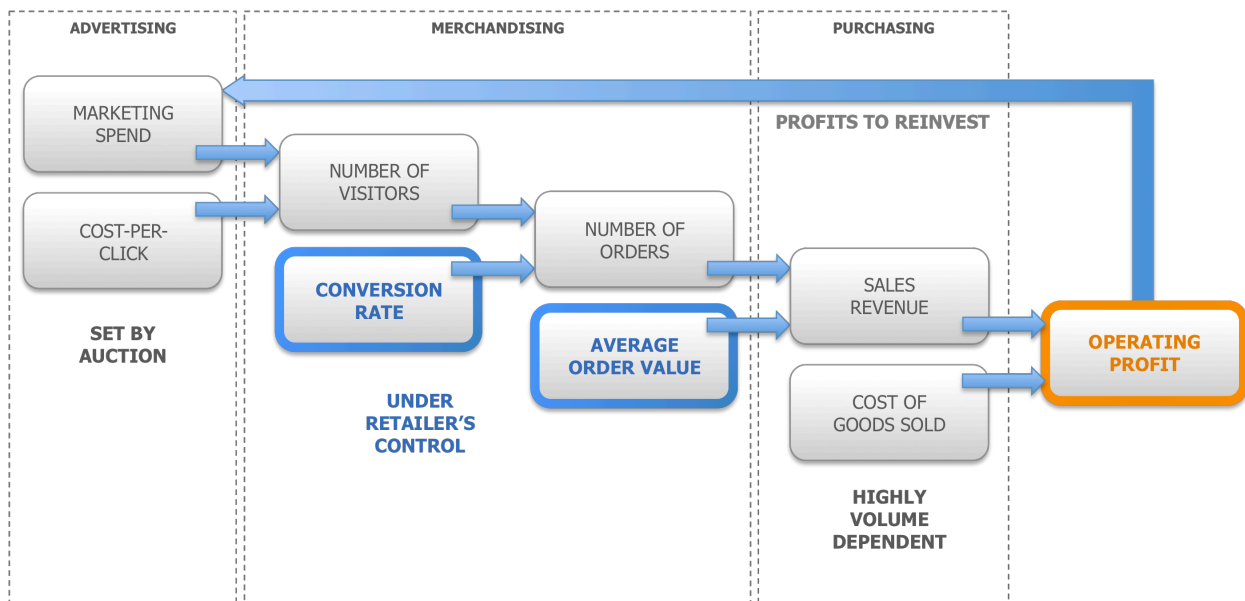 ADVERTISING
MERCHANDISING
PURCHASING
MARKETING
SPEND
PROFITS TO REINVEST
NUMBER OF
VISITORS
COST-PER-
CLICK
NUMBER OF
ORDERS
CONVERSION
RATE
SALES
REVENUE
SET BY
AUCTION
AVERAGE
ORDER VALUE
OPERATING
PROFIT
UNDER
RETAILER'S
CONTROL
COST OF
GOODS SOLD
HIGHLY
VOLUME
DEPENDENT